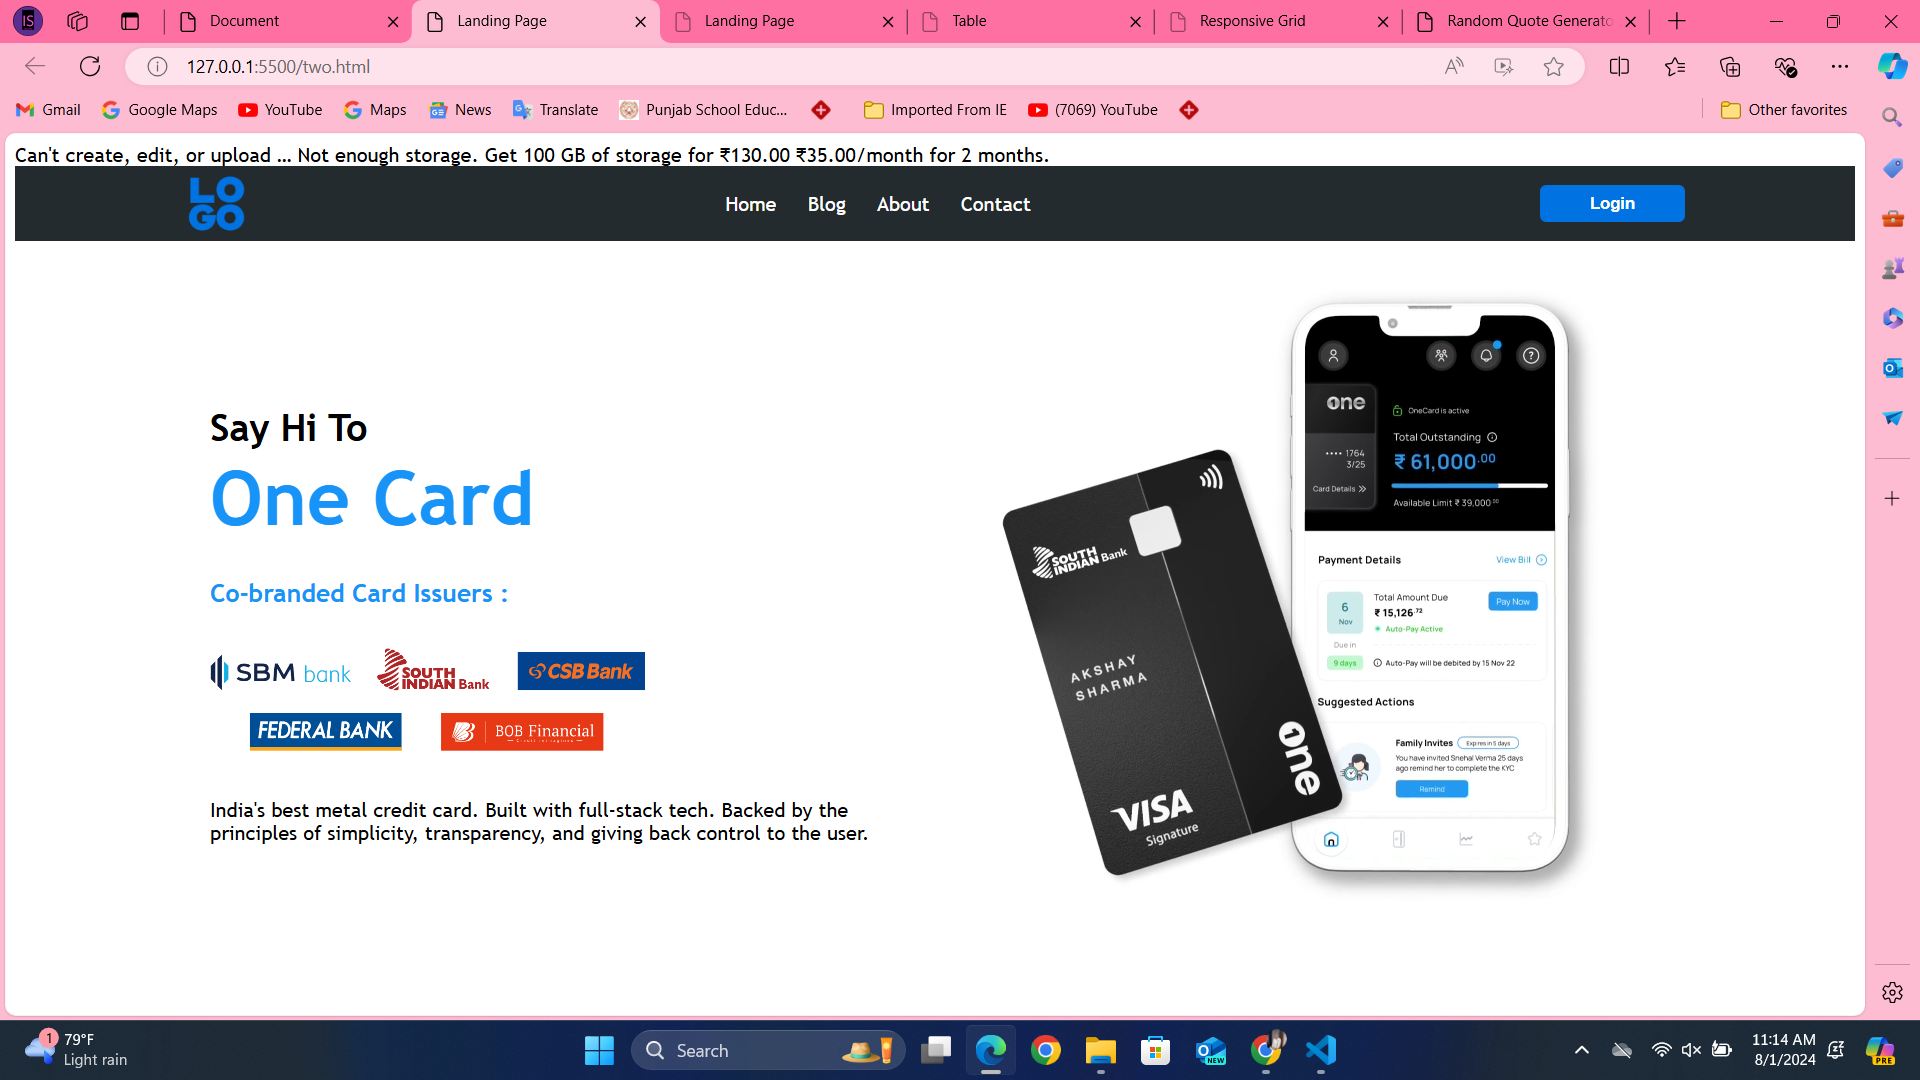 Document
Landing Page
Landing Page
Table
Responsive Grid
Random Quote Generato
127.0.0.1:5500/two.html
Gmail
Google Maps
YouTube
Maps
News
Translate
Punjab School Educ...
Imported From IE
(7069) YouTube
Other favorites
Can't create, edit, or upload ... Not enough storage. Get 100 GB of storage for ₹130.00 ₹35.00/month for 2 months.
LO
GO
Home Blog About Contact
Login
Say Hi To
One Card
Co-branded Card Issuers :
SBM bank
SOUTH
INDIAN Bank
CSB Bank
FEDERAL BANK
BOB Financial
India's best metal credit card. Built with full-stack tech. Backed by the
principles of simplicity, transparency, and giving back control to the user.
SOUTH
INDIAN Bank
AKSHAY
SHARMA
VISA
Signature
one
one
•••• 1764
3/25
Card Details
OneCard is active
Total Outstanding
₹ 61,000.00
Available Limit ₹ 39,000
Payment Details
View Bill
6
Nov
Due in
9 days
Total Amount Due
₹ 15,126.72
Auto-Pay Active
Pay Now
Auto-Pay will be debited by 15 Nov 22
Suggested Actions
Family Invites
Expires in 5 days
You have invited Snehal Verma 25 days
ago remind her to complete the KYC
Remind
1
79°F
Light rain
Search
NEW
11:14 AM
8/1/2024
PRE